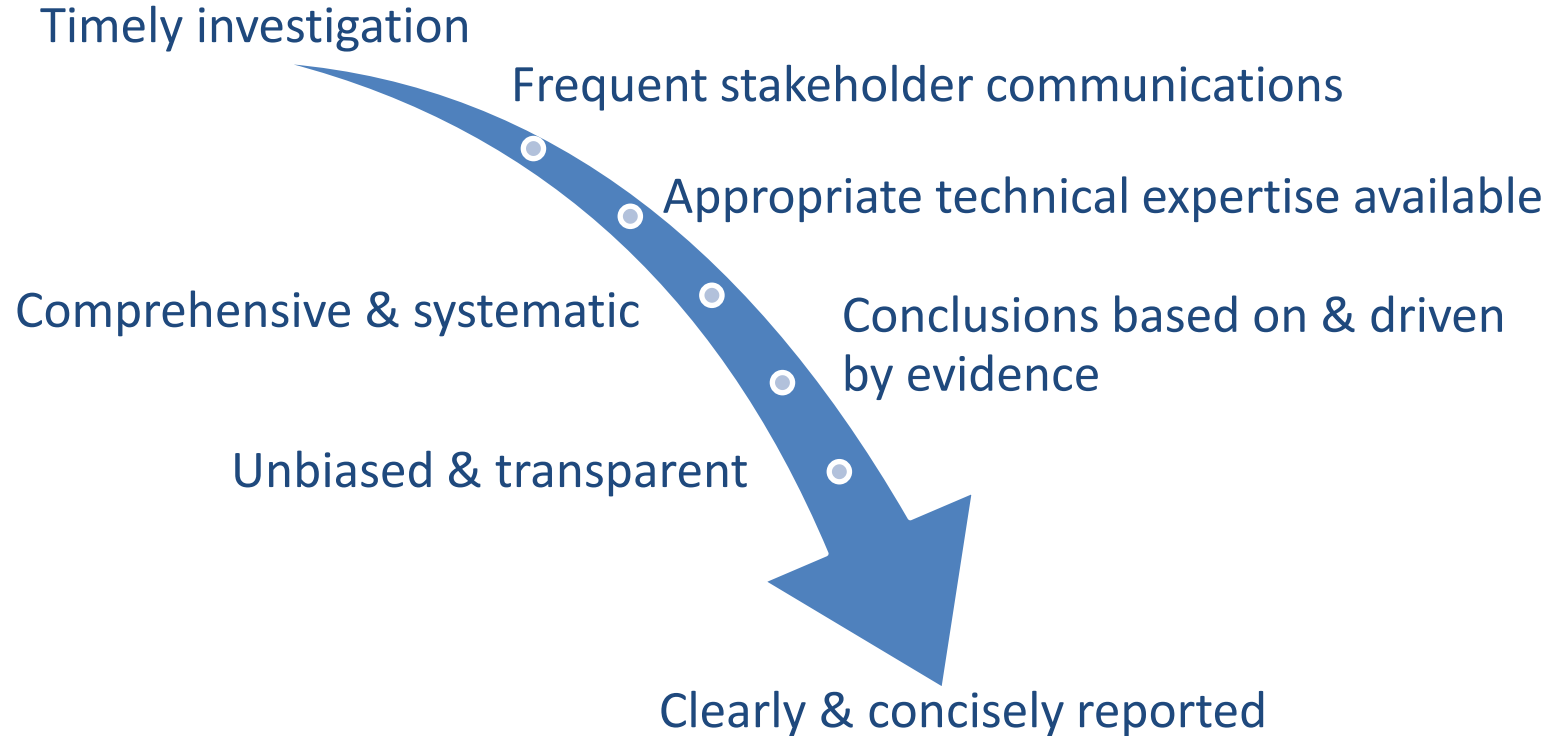 Timely investigation
Frequent stakeholder communications
Appropriate technical expertise available
Comprehensive & systematic
Conclusions based on & driven
by evidence
Unbiased & transparent
Clearly & concisely reported